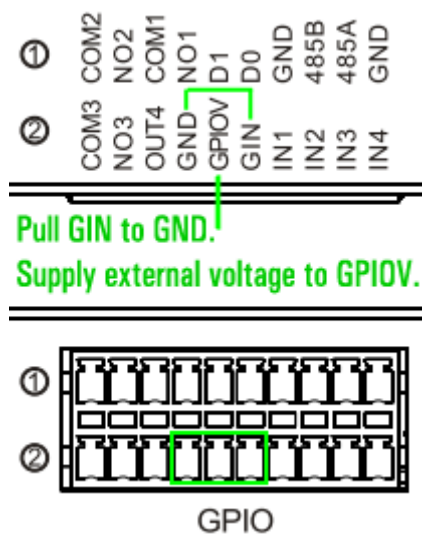 ① COM2 NO2 COM1 NO1 D1 D0 GND 485B 485A GND
② COM3 NO3 OUT4 GND GPIOV GIN IN1 IN2 IN3 IN4
Pull GIN to GND.
Supply external voltage to GPIOV.
①
②
GPIO